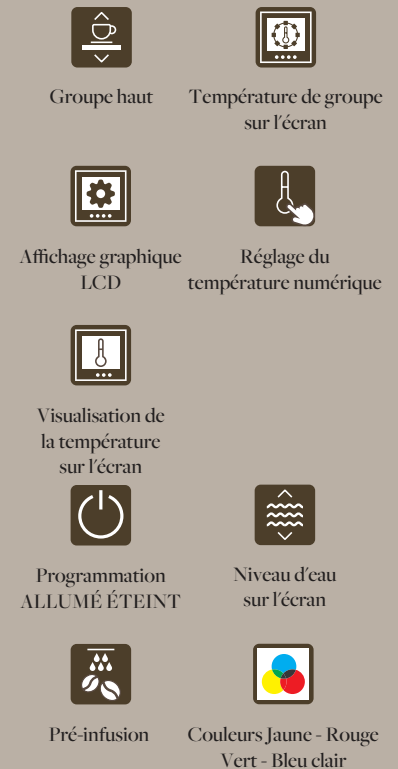 Groupe haut
Température de groupe
sur l'écran
Affichage graphique
LCD
Réglage du
température numérique
Visualisation de
la température
sur l'écran
Programmation
ALLUMÉ ÉTEINT
Niveau d'eau
sur l'écran
Pré-infusion
Couleurs Jaune - Rouge
Vert - Bleu clair